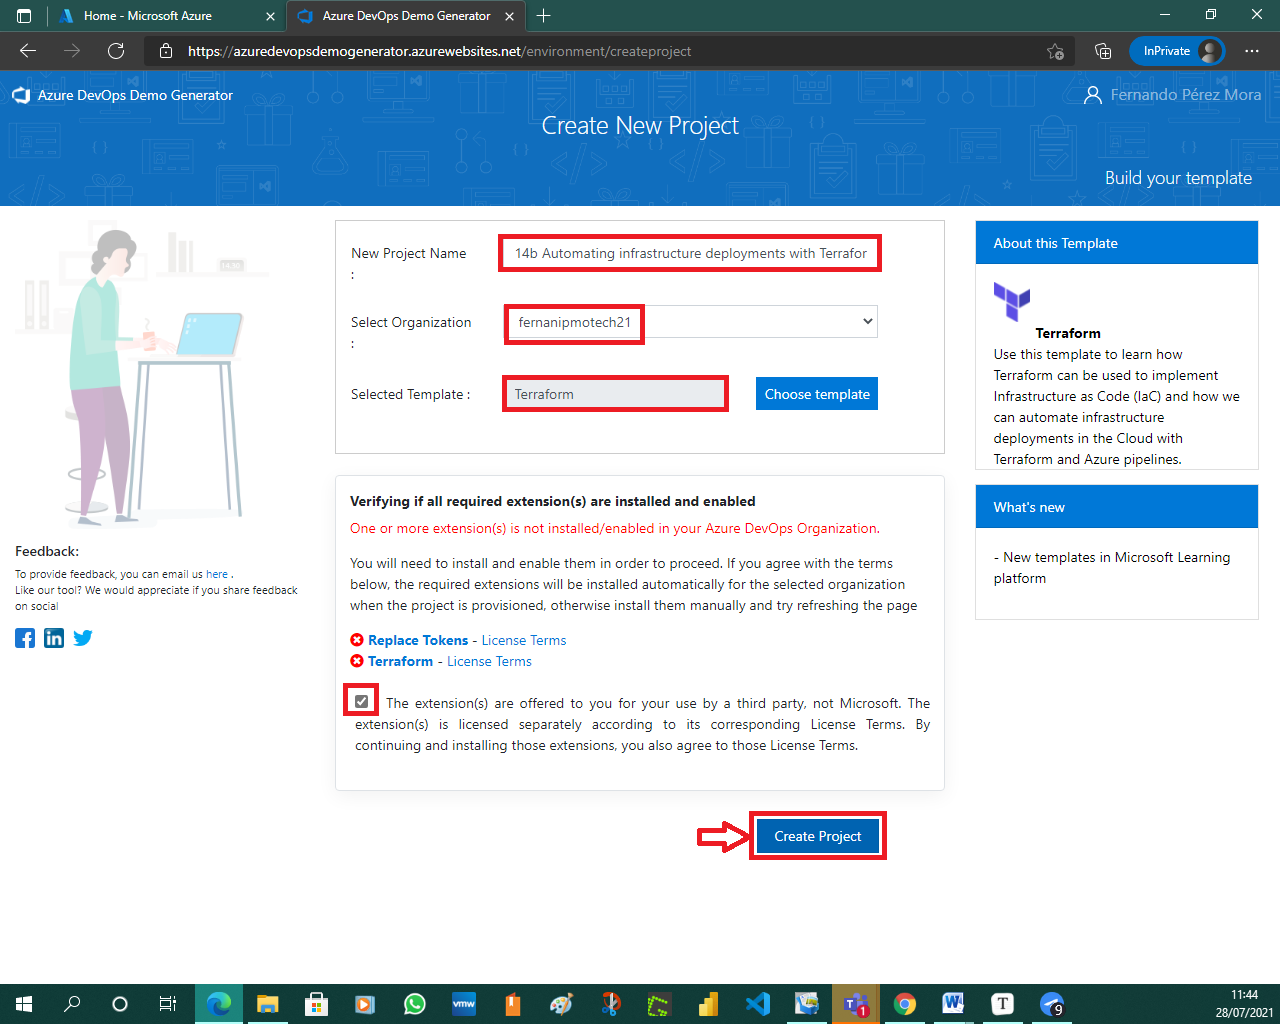 Home - Microsoft Azure
Azure DevOps Demo Generator
https://azuredevopsdemogenerator.azurewebsites.net/environment/createproject
InPrivate
Azure DevOps Demo Generator
Fernando Pérez Mora
Create New Project
Build your template
New Project Name :
14b Automating infrastructure deployments with Terrafor
Select Organization :
fernanipmotech21
Selected Template :
Terraform
Choose template
About this Template
Terraform
Use this template to learn how
Terraform can be used to implement
Infrastructure as Code (IaC) and how we
can automate infrastructure
deployments in the Cloud with
Terraform and Azure pipelines.
What's new
- New templates in Microsoft Learning
platform
Verifying if all required extension(s) are installed and enabled
One or more extension(s) is not installed/enabled in your Azure DevOps Organization.
You will need to install and enable them in order to proceed. If you agree with the terms
below, the required extensions will be installed automatically for the selected organization
when the project is provisioned, otherwise install them manually and try refreshing the page
Replace Tokens - License Terms
Terraform - License Terms
The extension(s) are offered to you for your use by a third party, not Microsoft. The
extension(s) is licensed separately according to its corresponding License Terms. By
continuing and installing those extensions, you also agree to those License Terms.
Create Project
Feedback:
To provide feedback, you can email us here .
Like our tool? We would appreciate if you share feedback
on social
vmw
1
W
T
9
11:44
28/07/2021